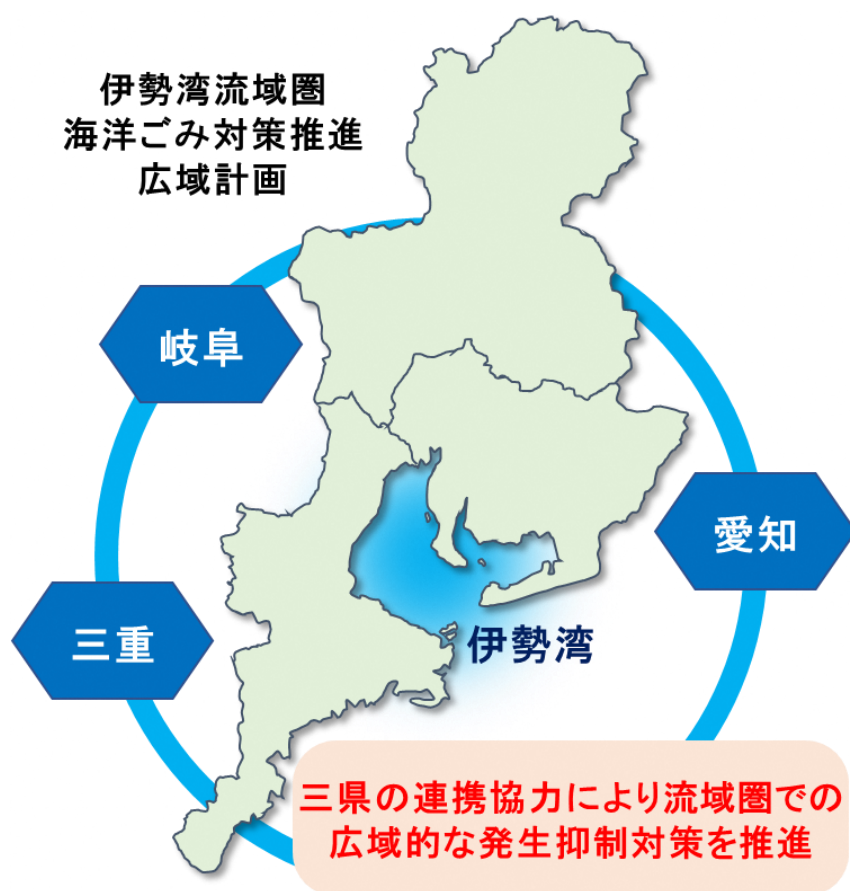 伊勢湾流域圏
海洋ごみ対策推進
広域計画
岐阜
愛知
三重
伊勢湾
三県の連携協力により流域圏での
広域的な発生抑制対策を推進